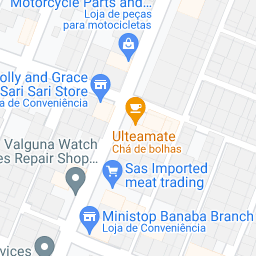 Motorcycle Parts and...
Loja de peças
para motocicletas
olly and Grace
Sari Sari Store
a de Conveniência
Ulteamate
Chá de bolhas
Valguna Watch
es Repair Shop...
Sas Imported
meat trading
Ministop Banaba Branch
Loja de Conveniência
vices